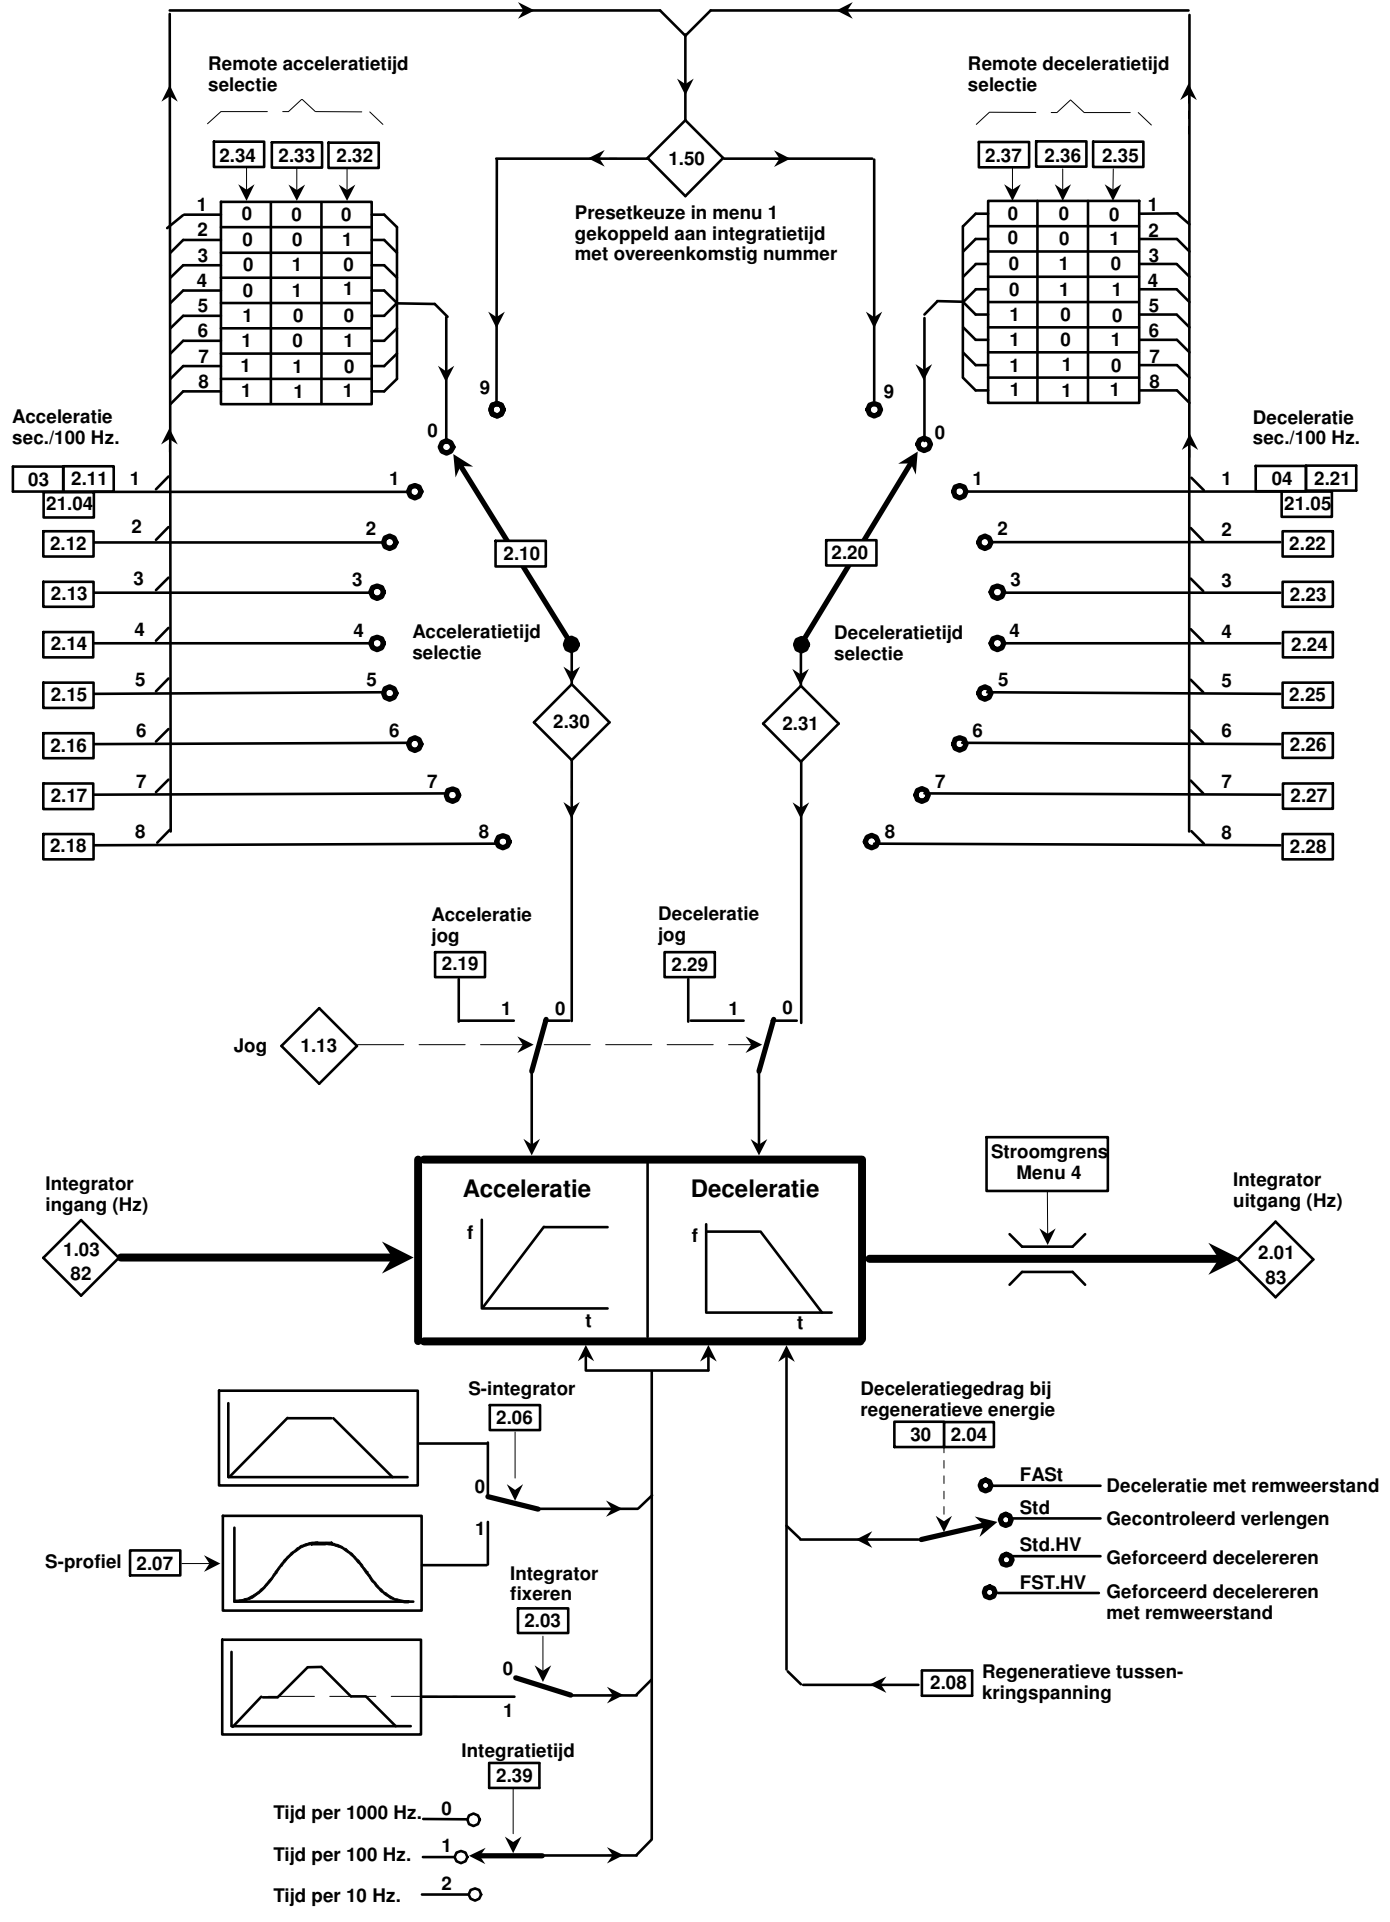 Remote acceleratietijd
selectie
Remote deceleratietijd
selectie
2.34 2.33 2.32
1.50
2.37 2.36 2.35
Presetkeuze in menu 1
gekoppeld aan integratietijd
met overeenkomstig nummer
1 0 0 0
2 0 0 1
3 0 1 0
4 0 1 1
5 1 0 0
6 1 0 1
7 1 1 0
8 1 1 1
0 0 0 1
0 0 1 2
0 1 0 3
0 1 1 4
1 0 0 5
1 0 1 6
1 1 0 7
1 1 1 8
9 9
0 0
Acceleratie
sec./100 Hz.
Deceleratie
sec./100 Hz.
03 2.11 1 1
21.04
2.12 2 2
2.13 3 3
2.14 4 4
2.15 5 5
2.16 6 6
2.17 7 7
2.18 8 8
2.10
Acceleratietijd
selectie
2.30
2.20
Deceleratietijd
selectie
2.31
1 1 04 2.21
21.05
2 2 2.22
3 3 2.23
4 4 2.24
5 5 2.25
6 6 2.26
7 7 2.27
8 8 2.28
Acceleratie
jog
2.19
1 0
Deceleratie
jog
2.29
1 0
Jog 1.13
Integrator
ingang (Hz)
1.03
82
Acceleratie
f
t
Deceleratie
f
t
Stroomgrens
Menu 4
Integrator
uitgang (Hz)
2.01
83
S-integrator
2.06
0
1
S-profiel 2.07
Integrator
fixeren
2.03
0
1
Integratietijd
2.39
Tijd per 1000 Hz. 0
Tijd per 100 Hz. 1
Tijd per 10 Hz. 2
Deceleratiegedrag bij
regeneratieve energie
30 2.04
FASt Deceleratie met remweerstand
Std Gecontroleerd verlengen
Std.HV Geforceerd decelereren
FST.HV Geforceerd decelereren
met remweerstand
2.08 Regeneratieve tussen-
kringspanning